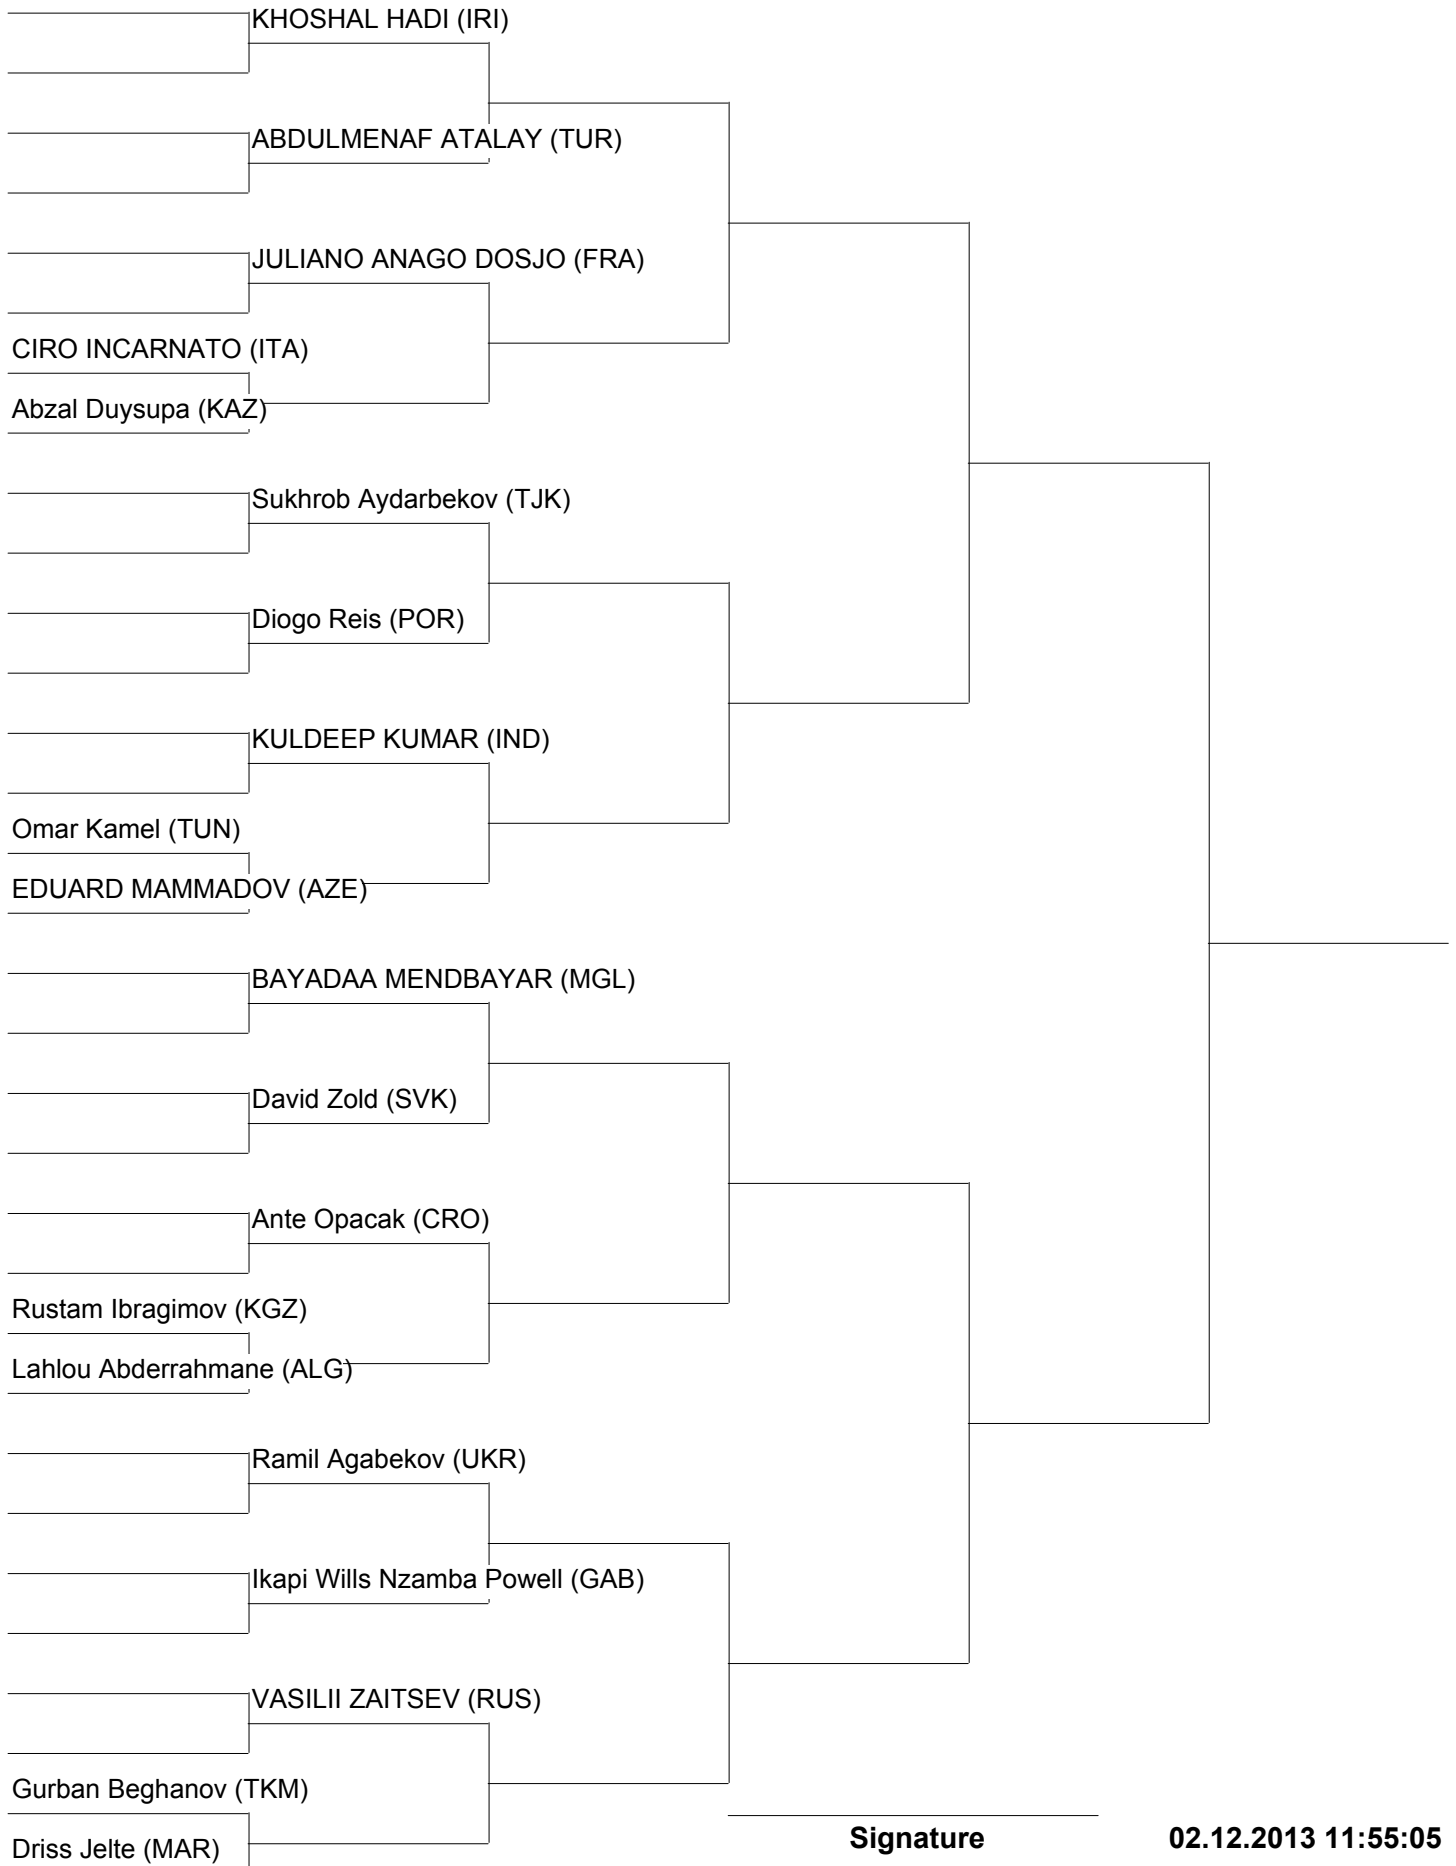 KHOSHAL HADI (IRI)
ABDULMENAF ATALAY (TUR)
JULIANO ANAGO DOSJO (FRA)
CIRO INCARNATO (ITA)
Abzal Duysupa (KAZ)
Sukhrob Aydarbekov (TJK)
Diogo Reis (POR)
KULDEEP KUMAR (IND)
Omar Kamel (TUN)
EDUARD MAMMADOV (AZE)
BAYADAA MENDBAYAR (MGL)
David Zold (SVK)
Ante Opacak (CRO)
Rustam Ibragimov (KGZ)
Lahlou Abderrahmane (ALG)
Ramil Agabekov (UKR)
Ikapi Wills Nzamba Powell (GAB)
VASILII ZAITSEV (RUS)
Gurban Beghanov (TKM)
Driss Jelte (MAR)
Signature
02.12.2013 11:55:05